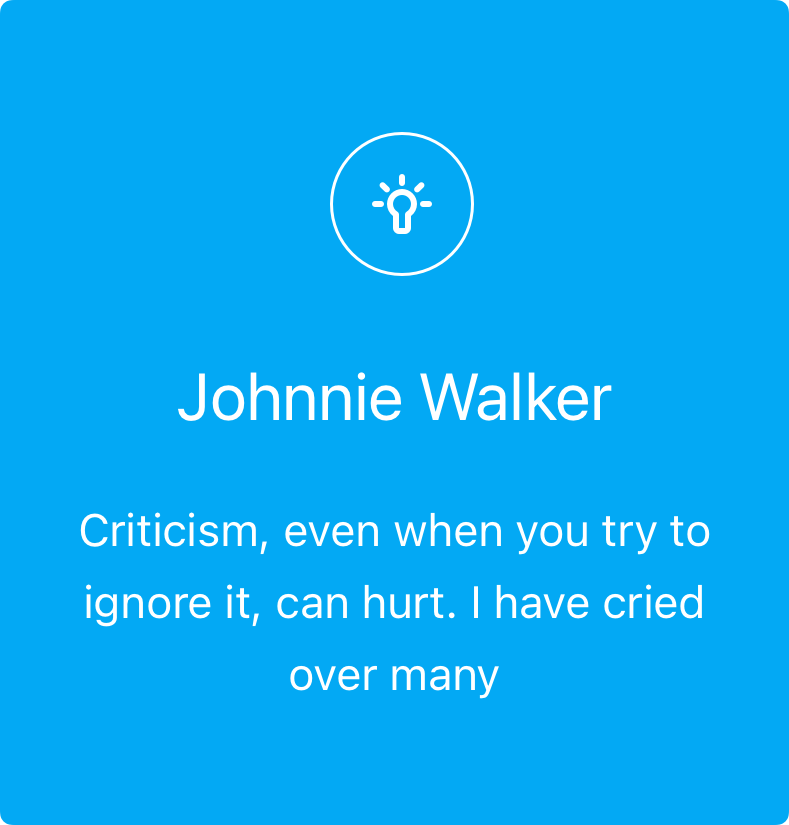 Johnnie Walker
Criticism, even when you try to
ignore it, can hurt. I have cried
over many